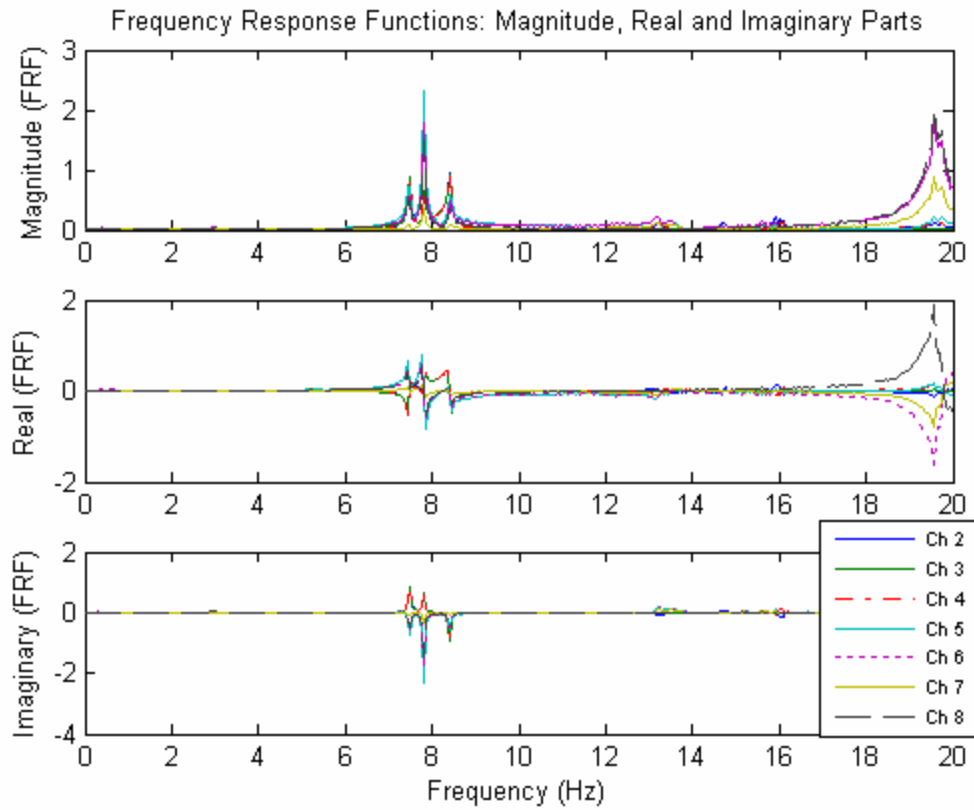 Frequency Response Functions: Magnitude, Real and Imaginary Parts
Magnitude (FRF)
3
2
1
0
0 2 4 6 8 10 12 14 16 18 20
Real (FRF)
2
0
-2
0 2 4 6 8 10 12 14 16 18 20
Imaginary (FRF)
2
0
-2
-4
0 2 4 6 8 10 12 14 16 18 20
Frequency (Hz)
Ch 2
Ch 3
Ch 4
Ch 5
Ch 6
Ch 7
Ch 8